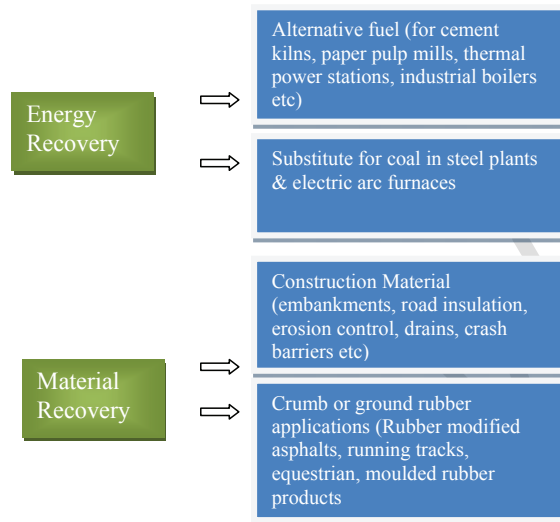 Energy
Recovery
Alternative fuel (for cement
kilns, paper pulp mills, thermal
power stations, industrial boilers
etc)
Substitute for coal in steel plants
& electric arc furnaces
Material
Recovery
Construction Material
(embankments, road insulation,
erosion control, drains, crash
barriers etc)
Crumb or ground rubber
applications (Rubber modified
asphalts, running tracks,
equestrian, moulded rubber
products